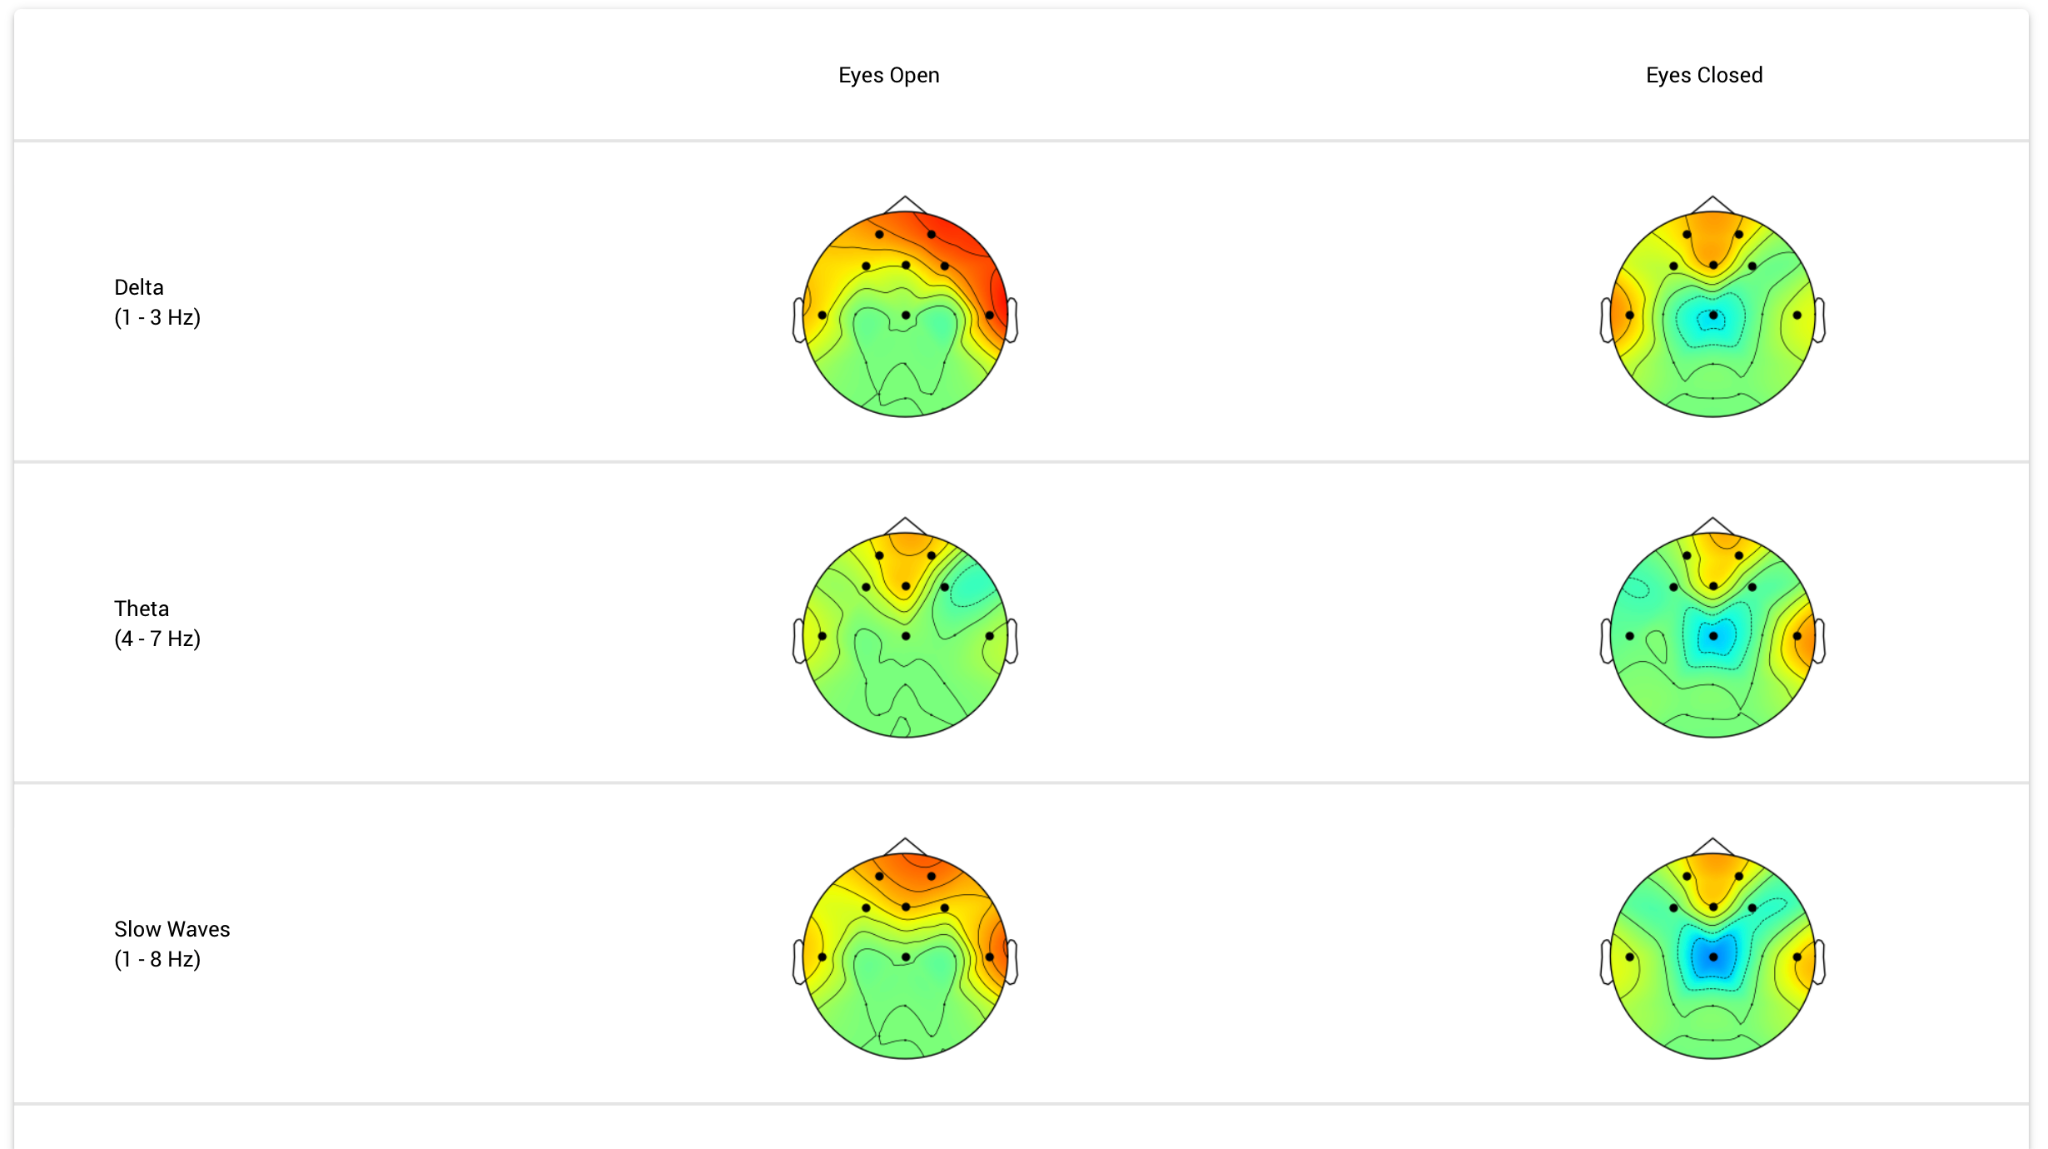 Eyes Open
Eyes Closed
Delta
(1 - 3 Hz)
Theta
(4 - 7 Hz)
Slow Waves
(1 - 8 Hz)